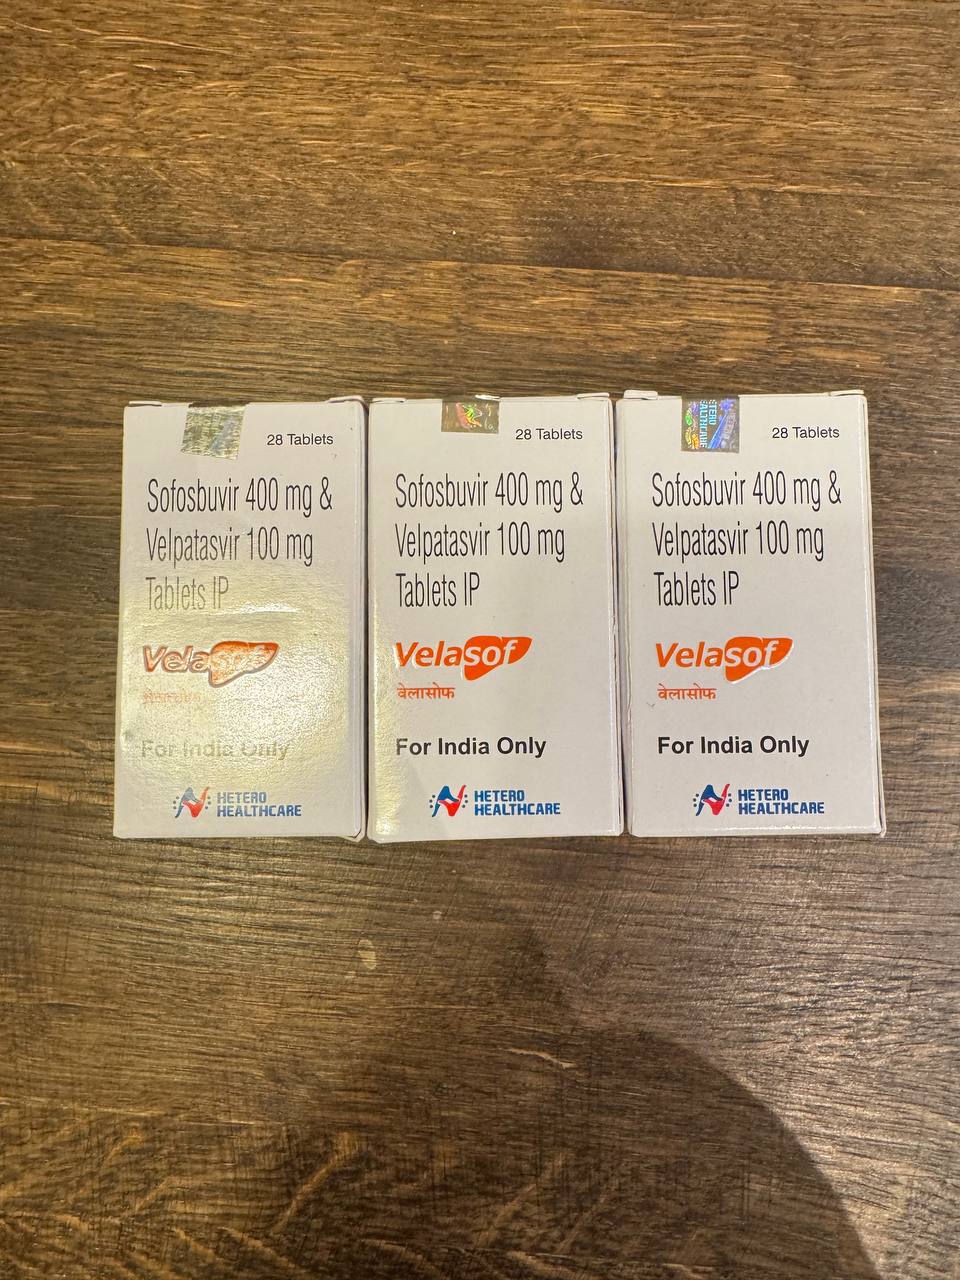 28 Tablets
Sofosbuvir 400 mg &
Velpatasvir 100 mg
Tablets IP
Velasof
वेलासोफ
For India Only
HETERO
HEALTHCARE
28 Tablets
Sofosbuvir 400 mg &
Velpatasvir 100 mg
Tablets IP
Velasof
वेलासोफ
For India Only
HETERO
HEALTHCARE
28 Tablets
Sofosbuvir 400 mg &
Velpatasvir 100 mg
Tablets IP
Velasof
वेलासोफ
For India Only
HETERO
HEALTHCARE